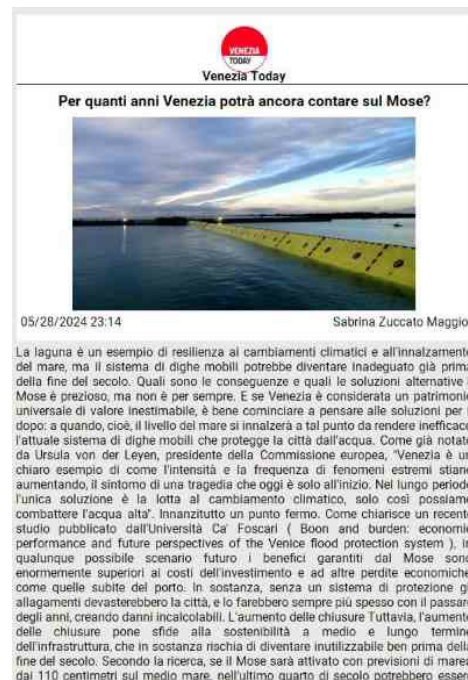 VENEZIA
TODAY
Venezia Today
Per quanti anni Venezia potrà ancora contare sul Mose?
05/28/2024 23:14 Sabrina Zuccato Maggio
La laguna è un esempio di resilienza ai cambiamenti climatici e all'innalzamento
del mare, ma il sistema di dighe mobili potrebbe diventare inadeguato già prima
della fine del secolo. Quali sono le conseguenze e quali le soluzioni alternative
Mose è prezioso, ma non è per sempre. E se Venezia è considerata un patrimonio
universale di valore inestimabile, è bene cominciare a pensare alle soluzioni per
dopo: a quando, cioè, il livello del mare si innalzerà a tal punto da rendere inefficace
l'attuale sistema di dighe mobili che protegge la città dall'acqua. Come già notato
da Ursula von der Leyen, presidente della Commissione europea, "Venezia è un
chiaro esempio di come l'intensità e la frequenza di fenomeni estremi stiano
aumentando, il sintomo di una tragedia che oggi è solo all'inizio. Nel lungo periodo
l'unica soluzione è la lotta al cambiamento climatico, solo così possiamo
combattere l'acqua alta". Innanzitutto un punto fermo. Come chiarisce un recente
studio pubblicato dall'Università Ca' Foscari ( Boon and burden: economic
performance and future perspectives of the Venice flood protection system ), in
qualunque possibile scenario futuro i benefici garantiti dal Mose sono
enormemente superiori ai costi dell'investimento e ad altre perdite economiche
come quelle subite del porto. In sostanza, senza un sistema di protezione gli
allagamenti devasterebbero la città, e lo farebbero sempre più spesso con il passare
degli anni, creando danni incalcolabili. L'aumento delle chiusure Tuttavia, l'aumento
delle chiusure pone sfide alla sostenibilità a medio e lungo termine
dell'infrastruttura, che in sostanza rischia di diventare inutilizzabile ben prima della
fine del secolo. Secondo la ricerca, se il Mose sarà attivato con previsioni di marea
dai 110 centimetri sul medio mare, nell'ultimo quarto di secolo potrebbero essere